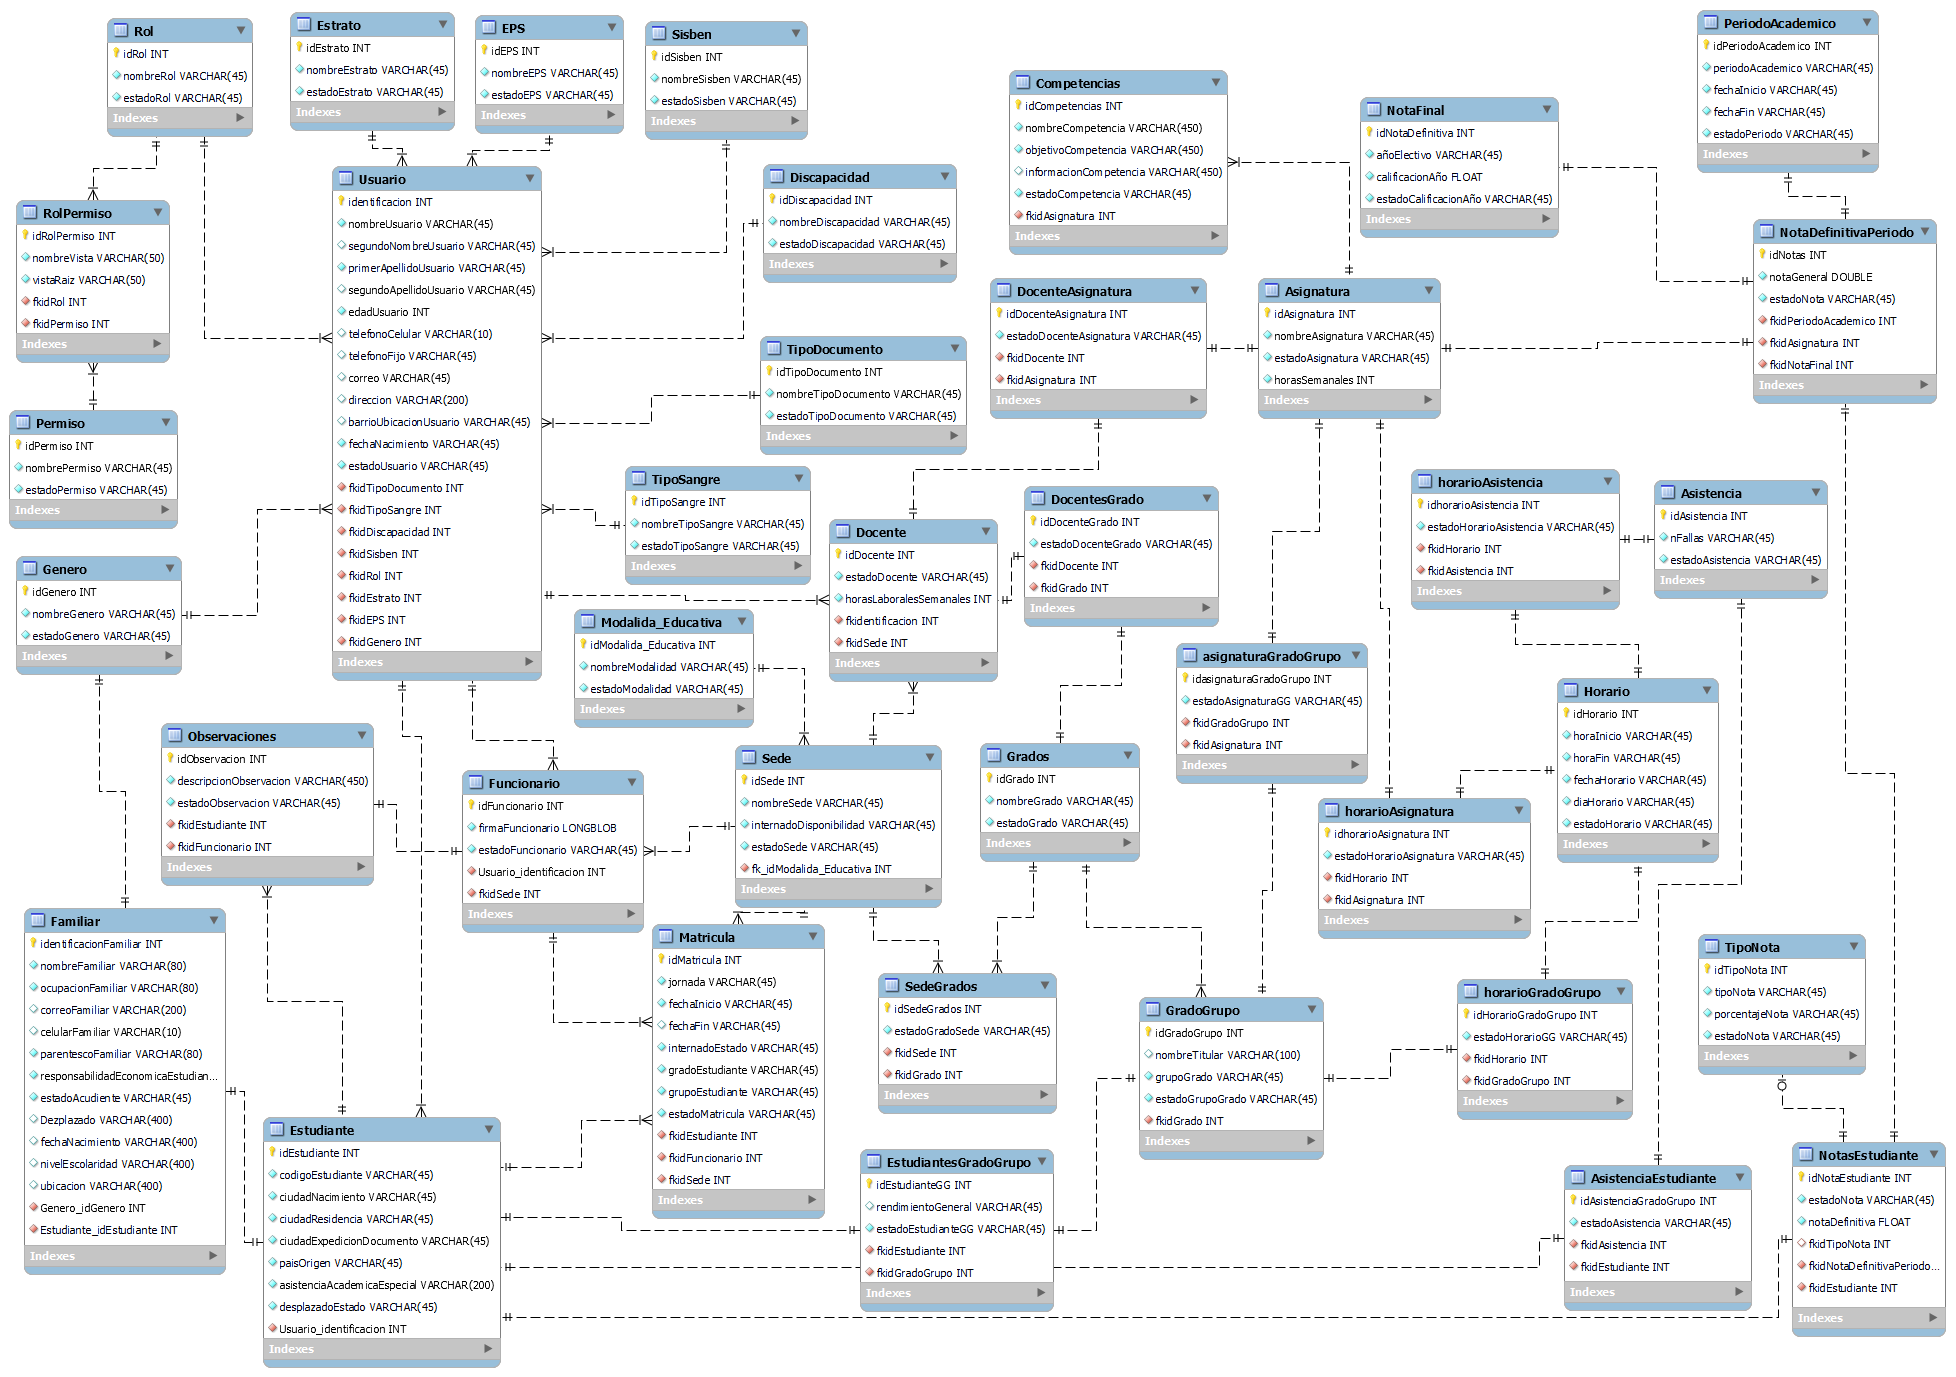 Rol
idRol INT
nombreRol VARCHAR(45)
estadoRol VARCHAR(45)
Indexes
Estrato
idEstrato INT
nombreEstrato VARCHAR(45)
estadoEstrato VARCHAR(45)
Indexes
EPS
idEPS INT
nombreEPS VARCHAR(45)
estadoEPS VARCHAR(45)
Indexes
Sisben
idSisben INT
nombreSisben VARCHAR(45)
estadoSisben VARCHAR(45)
Indexes
Competencias
idCompetencias INT
nombreCompetencia VARCHAR(450)
objetivoCompetencia VARCHAR(450)
informacionCompetencia VARCHAR(450)
estadoCompetencia VARCHAR(45)
fkidAsignatura INT
Indexes
NotaFinal
idNotaDefinitiva INT
añoElectivo VARCHAR(45)
calificacionAño FLOAT
estadoCalificacionAño VARCHAR(45)
Indexes
PeriodoAcademico
idPeriodoAcademico INT
periodoAcademico VARCHAR(45)
fechaInicio VARCHAR(45)
fechaFin VARCHAR(45)
estadoPeriodo VARCHAR(45)
Indexes
RolPermiso
idRolPermiso INT
nombreVista VARCHAR(50)
vistaRaiz VARCHAR(50)
fkidRol INT
fkidPermiso INT
Indexes
Usuario
identificacion INT
nombreUsuario VARCHAR(45)
segundoNombreUsuario VARCHAR(45)
primerApellidoUsuario VARCHAR(45)
segundoApellidoUsuario VARCHAR(45)
edadUsuario INT
telefonoCelular VARCHAR(10)
telefonoFijo VARCHAR(45)
correo VARCHAR(45)
direccion VARCHAR(200)
barrioUbicacionUsuario VARCHAR(45)
fechaNacimiento VARCHAR(45)
estadoUsuario VARCHAR(45)
fkidTipoDocumento INT
fkidTipoSangre INT
fkidDiscapacidad INT
fkidSisben INT
fkidRol INT
fkidEstrato INT
fkidEPS INT
fkidGenero INT
Indexes
Discapacidad
idDiscapacidad INT
nombreDiscapacidad VARCHAR(45)
estadoDiscapacidad VARCHAR(45)
Indexes
DocenteAsignatura
idDocenteAsignatura INT
estadoDocenteAsignatura VARCHAR(45)
fkidDocente INT
fkidAsignatura INT
Indexes
Asignatura
idAsignatura INT
nombreAsignatura VARCHAR(45)
estadoAsignatura VARCHAR(45)
horasSemanales INT
Indexes
NotaDefinitivaPeriodo
idNotas INT
notaGeneral DOUBLE
estadoNota VARCHAR(45)
fkidPeriodoAcademico INT
fkidAsignatura INT
fkidNotaFinal INT
Indexes
TipoDocumento
idTipoDocumento INT
nombreTipoDocumento VARCHAR(45)
estadoTipoDocumento VARCHAR(45)
Indexes
Permiso
idPermiso INT
nombrePermiso VARCHAR(45)
estadoPermiso VARCHAR(45)
Indexes
TipoSangre
idTipoSangre INT
nombreTipoSangre VARCHAR(45)
estadoTipoSangre VARCHAR(45)
Indexes
Docente
idDocente INT
estadoDocente VARCHAR(45)
horasLaboralesSemanales INT
fkidentificacion INT
fkidSede INT
Indexes
DocentesGrado
idDocenteGrado INT
estadoDocenteGrado VARCHAR(45)
fkidDocente INT
fkidGrado INT
Indexes
horarioAsistencia
idhorarioAsistencia INT
estadoHorarioAsistencia VARCHAR(45)
fkidHorario INT
fkidAsistencia INT
Indexes
Asistencia
idAsistencia INT
nFallas VARCHAR(45)
estadoAsistencia VARCHAR(45)
Indexes
Genero
idGenero INT
nombreGenero VARCHAR(45)
estadoGenero VARCHAR(45)
Indexes
Modalida_Educativa
idModalida_Educativa INT
nombreModalidad VARCHAR(45)
estadoModalidad VARCHAR(45)
Indexes
asignaturaGradoGrupo
idasignaturaGradoGrupo INT
estadoAsignaturaGG VARCHAR(45)
fkidGradoGrupo INT
fkidAsignatura INT
Indexes
Horario
idHorario INT
horaInicio VARCHAR(45)
horaFin VARCHAR(45)
fechaHorario VARCHAR(45)
diaHorario VARCHAR(45)
estadoHorario VARCHAR(45)
Indexes
Observaciones
idObservacion INT
descripcionObservacion VARCHAR(450)
estadoObservacion VARCHAR(45)
fkidEstudiante INT
fkidFuncionario INT
Indexes
Funcionario
idFuncionario INT
firmaFuncionario LONGBLOB
estadoFuncionario VARCHAR(45)
Usuario_identificacion INT
fkidSede INT
Indexes
Sede
idSede INT
nombreSede VARCHAR(45)
internadoDisponibilidad VARCHAR(45)
estadoSede VARCHAR(45)
fk_idModalida_Educativa INT
Indexes
Grados
idGrado INT
nombreGrado VARCHAR(45)
estadoGrado VARCHAR(45)
Indexes
horarioAsignatura
idhorarioAsignatura INT
estadoHorarioAsignatura VARCHAR(45)
fkidHorario INT
fkidAsignatura INT
Indexes
Familiar
identificacionFamiliar INT
nombreFamiliar VARCHAR(80)
ocupacionFamiliar VARCHAR(80)
correoFamiliar VARCHAR(200)
celularFamiliar VARCHAR(10)
parentescoFamiliar VARCHAR(80)
responsabilidadEconomicaEstudian...
estadoAcudiente VARCHAR(45)
Dezplazado VARCHAR(400)
fechaNacimiento VARCHAR(400)
nivelEscolaridad VARCHAR(400)
ubicacion VARCHAR(400)
Genero_idGenero INT
Estudiante_idEstudiante INT
Indexes
Matricula
idMatricula INT
jornada VARCHAR(45)
fechaInicio VARCHAR(45)
fechaFin VARCHAR(45)
internadoEstado VARCHAR(45)
gradoEstudiante VARCHAR(45)
grupoEstudiante VARCHAR(45)
estadoMatricula VARCHAR(45)
fkidEstudiante INT
fkidFuncionario INT
fkidSede INT
Indexes
SedeGrados
idSedeGrados INT
estadoGradoSede VARCHAR(45)
fkidSede INT
fkidGrado INT
Indexes
GradoGrupo
idGradoGrupo INT
nombreTitular VARCHAR(100)
grupoGrado VARCHAR(45)
estadoGrupoGrado VARCHAR(45)
fkidGrado INT
Indexes
horarioGradoGrupo
idHorarioGradoGrupo INT
estadoHorarioGG VARCHAR(45)
fkidHorario INT
fkidGradoGrupo INT
Indexes
TipoNota
idTipoNota INT
tipoNota VARCHAR(45)
porcentajeNota VARCHAR(45)
estadoNota VARCHAR(45)
Indexes
Estudiante
idEstudiante INT
codigoEstudiante VARCHAR(45)
ciudadNacimiento VARCHAR(45)
ciudadResidencia VARCHAR(45)
ciudadExpedicionDocumento VARCHAR(45)
paisOrigen VARCHAR(45)
asistenciaAcademicaEspecial VARCHAR(200)
desplazadoEstado VARCHAR(45)
Usuario_identificacion INT
Indexes
EstudiantesGradoGrupo
idEstudianteGG INT
rendimientoGeneral VARCHAR(45)
estadoEstudianteGG VARCHAR(45)
fkidEstudiante INT
fkidGradoGrupo INT
Indexes
AsistenciaEstudiante
idAsistenciaGradoGrupo INT
estadoAsistencia VARCHAR(45)
fkidAsistencia INT
fkidEstudiante INT
Indexes
NotasEstudiante
idNotaEstudiante INT
estadoNota VARCHAR(45)
notaDefinitiva FLOAT
fkidTipoNota INT
fkidNotaDefinitivaPeriodo...
fkidEstudiante INT
Indexes